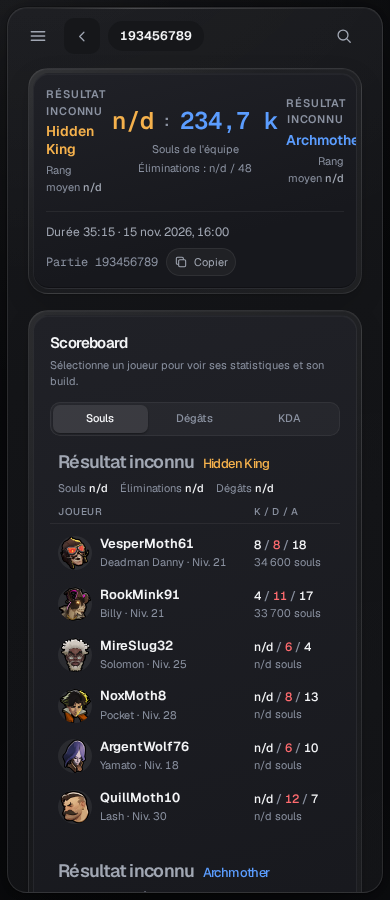 193456789
RÉSULTAT INCONNU
Hidden King
Rang moyen n/d
n/d : 234,7 k
Souls de l'équipe
Éliminations : n/d / 48
RÉSULTAT INCONNU
Archmothe
Rang moyen n/d
Durée 35:15 · 15 nov. 2026, 16:00
Partie 193456789 Copier
Scoreboard
Sélectionne un joueur pour voir ses statistiques et son
build.
Souls Dégâts KDA
Résultat inconnu Hidden King
Souls n/d Éliminations n/d Dégâts n/d
JOUEUR K / D / A
VesperMoth61 8 / 8 / 18
Deadman Danny · Niv. 21 34 600 souls
RookMink91 4 / 11 / 17
Billy · Niv. 21 33 700 souls
MireSlug32 n/d / 6 / 4
Solomon · Niv. 25 n/d souls
NoxMoth8 n/d / 8 / 13
Pocket · Niv. 28 n/d souls
ArgentWolf76 n/d / 6 / 10
Yamato · Niv. 18 n/d souls
QuillMoth10 n/d / 12 / 7
Lash · Niv. 30 n/d souls
Résultat inconnu Archmother